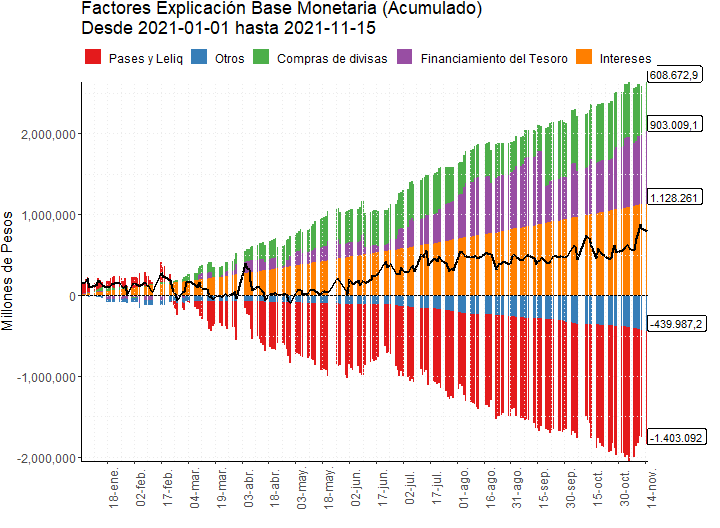 Factores Explicación Base Monetaria (Acumulado)
Desde 2021-01-01 hasta 2021-11-15
Pases y Leliq Otros Compras de divisas Financiamiento del Tesoro Intereses
608.672,9
903.009,1
1.128.261
-439.987,2
-1.403.092
Millones de Pesos
2,000,000
1,000,000
0
-1,000,000
-2,000,000
18-ene. 02-feb. 17-feb. 04-mar. 19-mar. 03-abr. 18-abr. 03-may. 18-may. 02-jun. 17-jun. 02-jul. 17-jul. 01-ago. 16-ago. 31-ago. 15-sep. 30-sep. 15-oct. 30-oct. 14-nov.